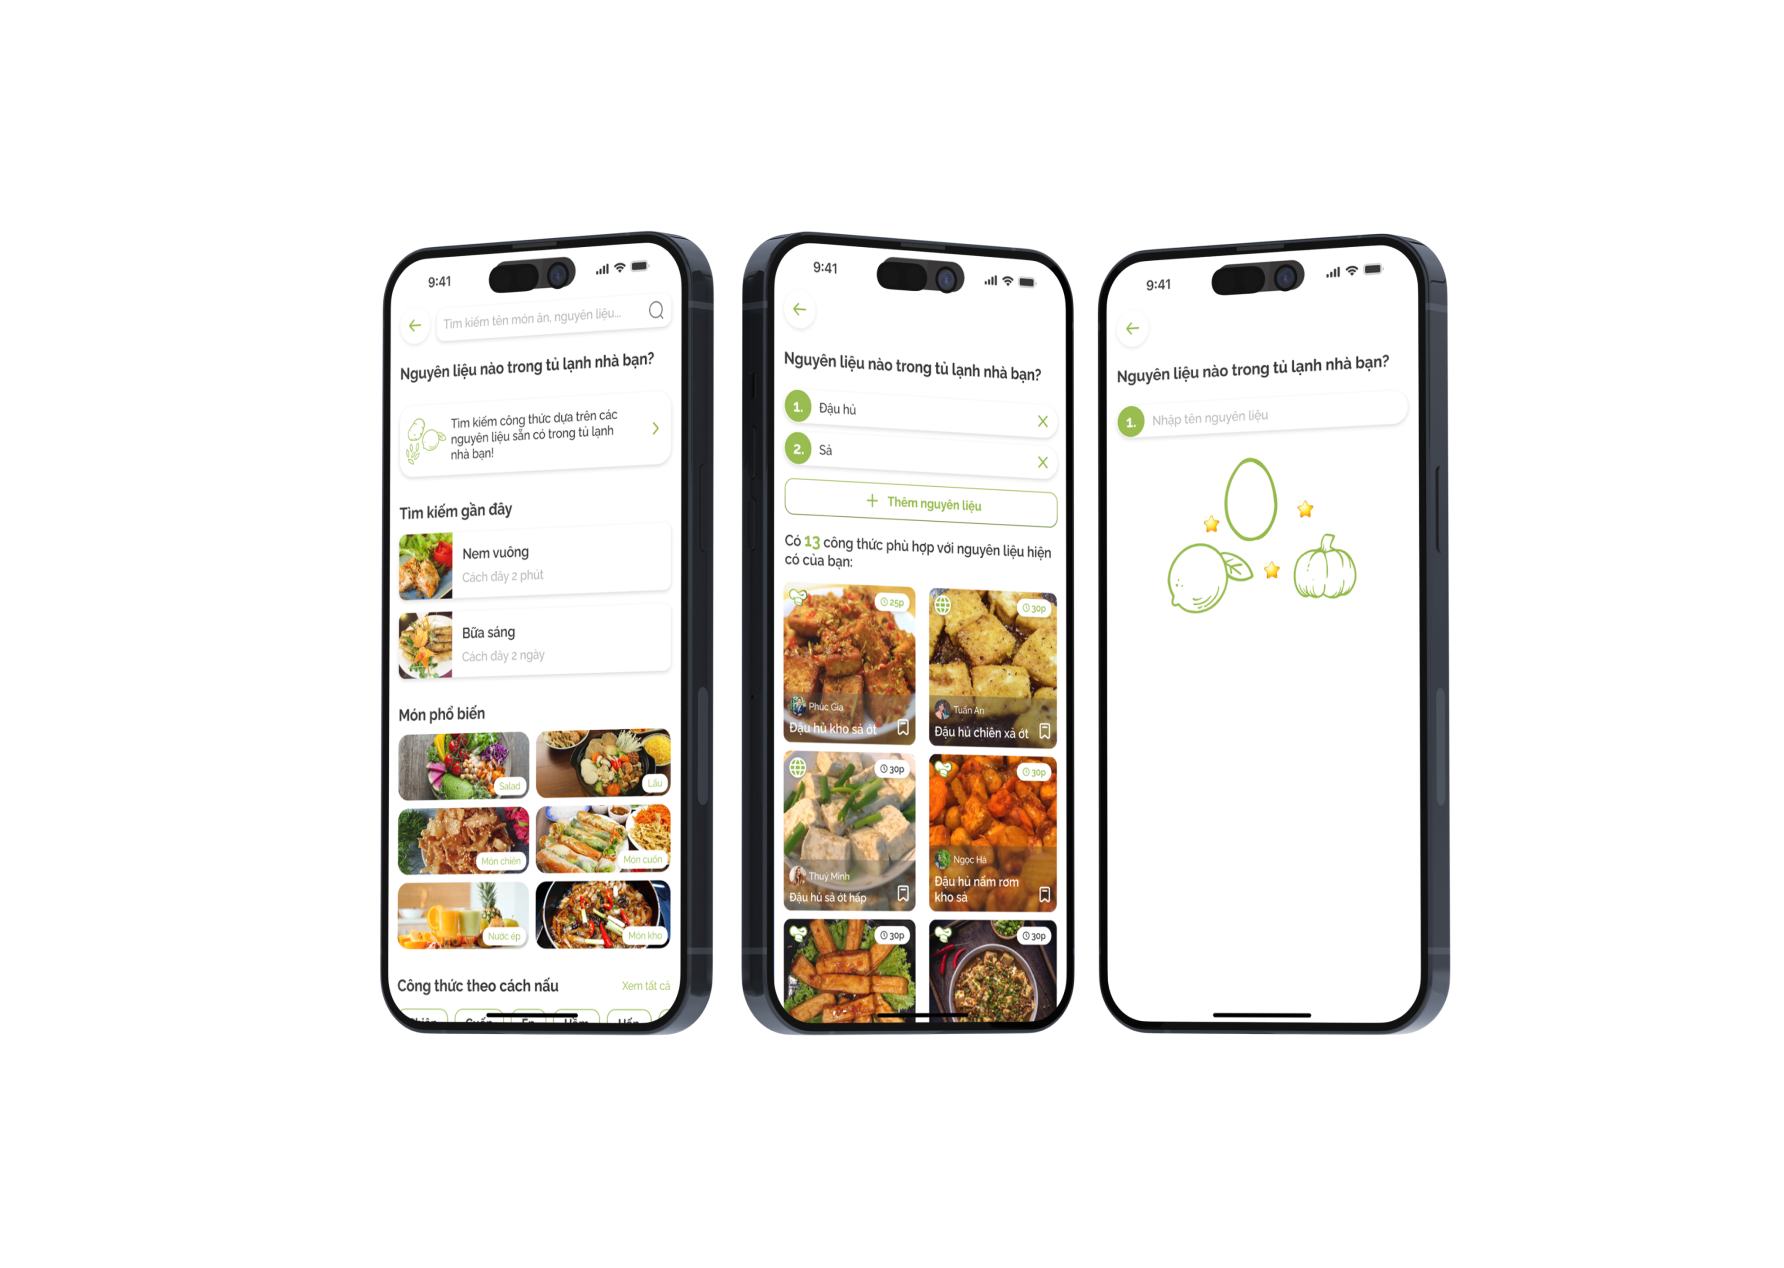 9:41
Tìm kiếm tên món ăn, nguyên liệu...
Nguyên liệu nào trong tủ lạnh nhà bạn?
Tìm kiếm công thức dựa trên các
nguyên liệu sẵn có trong tủ lạnh
nhà bạn!
Tìm kiếm gần đây
Nem vuông
Cách đây 2 phút
Bữa sáng
Cách đây 2 ngày
Món phổ biến
Salad
Lẩu
Món chiên
Món cuốn
Nước ép
Món kho
Công thức theo cách nấu
Xem tất cả
9:41
Nguyên liệu nào trong tủ lạnh nhà bạn?
1. Đậu hủ
2. Sả
+ Thêm nguyên liệu
Có 13 công thức phù hợp với nguyên liệu hiện
có của bạn:
25p
Phúc Gia
Đậu hủ kho sả ớt
30p
Tuấn An
Đậu hủ chiên xả ớt
30p
Thuỳ Minh
Đậu hủ sả ớt hấp
30p
Ngọc Hà
Đậu hủ nấm rơm
kho sả
30p
30p
9:41
Nguyên liệu nào trong tủ lạnh nhà bạn?
1. Nhập tên nguyên liệu